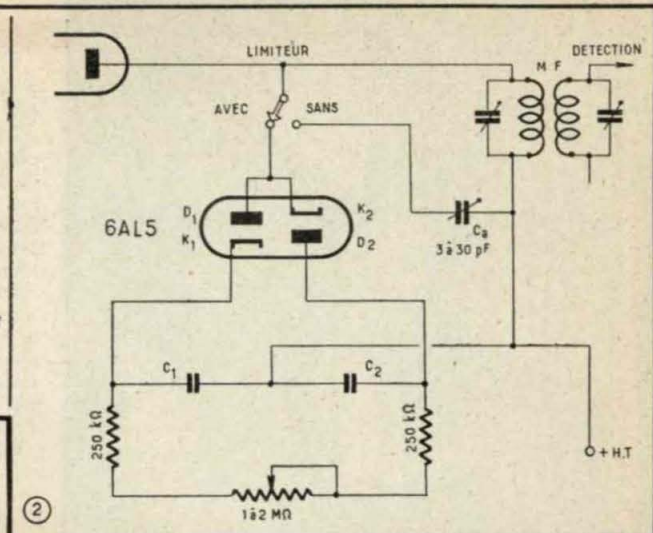 LIMITEUR
M F
DETECTION
AVEC
SANS
6AL5
D1
K2
K1
D2
Ca
3 à 30 pF
C1
C2
250 kΩ
250 kΩ
+ H.T
1 à 2 MΩ
2